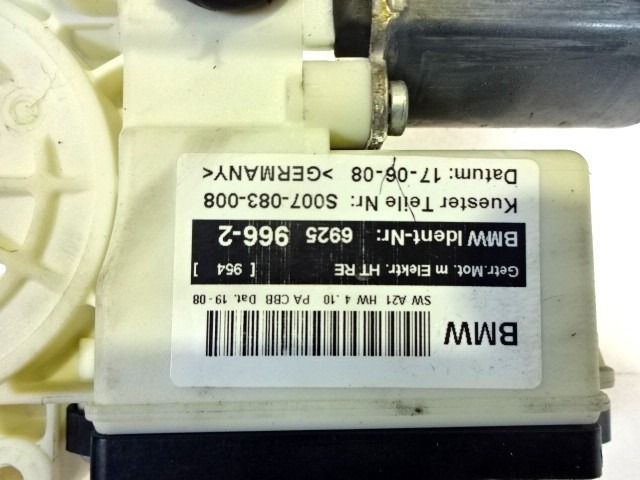 BMW
SW A21 HW 4.10 PA CBB Dat. 19-08
Getr.Mot. m Elektr. HT RE [ 954 ]
BMW Ident-Nr: 6925 966-2
Kuester Teile Nr: S007-083-008
Datum: 17-06-08 >GERMANY<